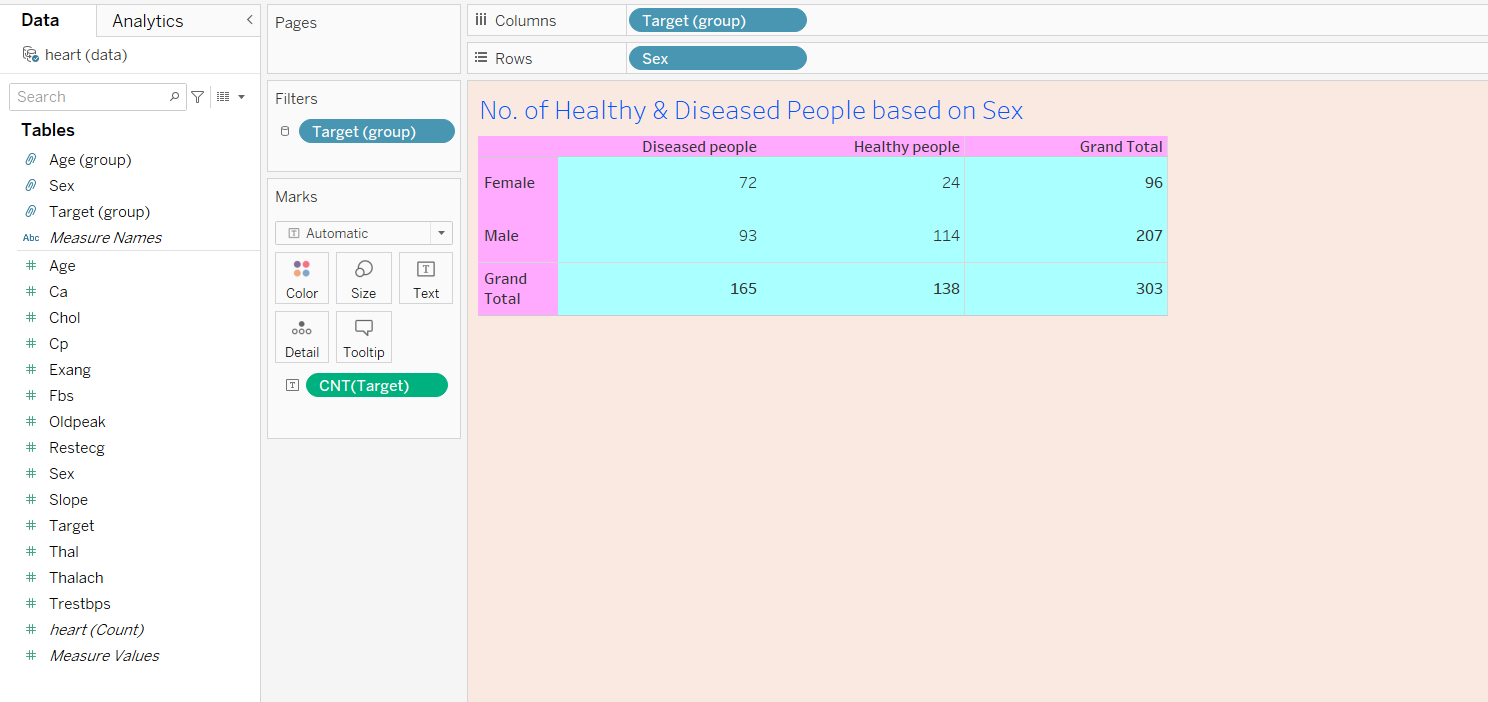 Data
Analytics
heart (data)
Search
Tables
Age (group)
Sex
Target (group)
Abc Measure Names
Age
Ca
Chol
Cp
Exang
Fbs
Oldpeak
Restecg
Sex
Slope
Target
Thal
Thalach
Trestbps
heart (Count)
Measure Values
Pages
Filters
Target (group)
Marks
T Automatic
Color Size Text
Detail Tooltip
T CNT(Target)
Columns Target (group)
Rows Sex
No. of Healthy & Diseased People based on Sex
Diseased people Healthy people Grand Total
Female 72 24 96
Male 93 114 207
Grand
Total 165 138 303